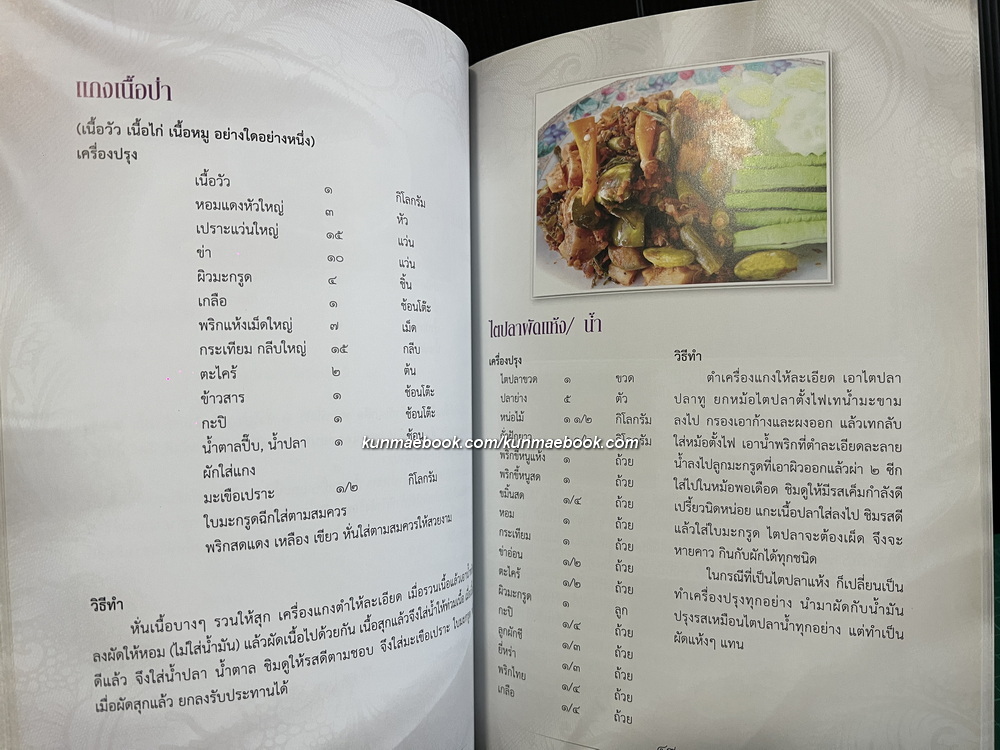 แกงเนื้อป่า
(เนื้อวัว เนื้อไก่ เนื้อหมู อย่างใดอย่างหนึ่ง)
เครื่องปรุง
เนื้อวัว ๑ กิโลกรัม
หอมแดงหัวใหญ่ ๓ หัว
เปราะแว่นใหญ่ ๑๕ แว่น
ข่า ๑๐ แว่น
ผิวมะกรูด ๔ ชิ้น
เกลือ ๑ ช้อนโต๊ะ
พริกแห้งเม็ดใหญ่ ๗ เม็ด
กระเทียม กลีบใหญ่ ๑๕ กลีบ
ตะไคร้ ๒ ต้น
ข้าวสาร ๑ ช้อนโต๊ะ
กะปิ ๑ ช้อนโต๊ะ
น้ำตาลปี๊บ, น้ำปลา ๑ ช้อน
ผักใส่แกง
มะเขือเปราะ ๑/๒ กิโลกรัม
ใบมะกรูดฉีกใส่ตามสมควร
พริกสดแดง เหลือง เขียว หั่นใส่ตามสมควรให้สวยงาม
วิธีทำ
หั่นเนื้อบางๆ รวนให้สุก เครื่องแกงตำให้ละเอียด เมื่อรวนเนื้อแล้ว
ลงผัดให้หอม (ไม่ใส่น้ำมัน) แล้วผัดเนื้อไปด้วยกัน เนื้อสุกแล้วจึงใส่น้ำให้ท่วมเนื้อ
ดีแล้ว จึงใส่น้ำปลา น้ำตาล ชิมดูให้รสดีตามชอบ จึงใส่มะเขือเปราะ
เมื่อผัดสุกแล้ว ยกลงรับประทานได้
ไตปลาผัดแห้ง/ น้ำ
เครื่องปรุง
ไตปลาขวด ๑ ขวด
ปลาย่าง ๕ ตัว
หน่อไม้ ๑ ๑/๒ กิโลกรัม
กิโลกรัม
พริกขี้หนูแห้ง ๑ ถ้วย
พริกขี้หนูสด ๑ ถ้วย
ขมิ้นสด ๑/๔ ถ้วย
หอม ๑ ถ้วย
กระเทียม ๑ ถ้วย
ข่าอ่อน ๑/๒ ถ้วย
ตะไคร้ ๑/๒ ถ้วย
ผิวมะกรูด ๑ ลูก
กะปิ ๑/๔ ถ้วย
ลูกผักชี ๑/๓ ถ้วย
ยี่หร่า ๑/๓ ถ้วย
พริกไทย ๑/๔ ถ้วย
เกลือ ๑/๔ ถ้วย
วิธีทำ
ตำเครื่องแกงให้ละเอียด เอาไตปลา
ปลาทู ยกหม้อไตปลาตั้งไฟเทน้ำมะขาม
ลงไป กรองเอาก้างและผงออก แล้วเทกลับ
ใส่หม้อตั้งไฟ เอาน้ำพริกที่ตำละเอียดละลาย
น้ำลงไปลูกมะกรูดที่เอาผิวออกแล้วผ่า ๒ ซีก
ใส่ไปในหม้อพอเดือด ชิมดูให้มีรสเค็มกำลังดี
เปรี้ยวนิดหน่อย แกะเนื้อปลาใส่ลงไป ชิมรสดี
แล้วใส่ใบมะกรูด ไตปลาจะต้องเผ็ด จึงจะ
หายคาว กินกับผักได้ทุกชนิด
ในกรณีที่เป็นไตปลาแห้ง ก็เปลี่ยนเป็น
ทำเครื่องปรุงทุกอย่าง นำมาผัดกับน้ำมัน
ปรุงรสเหมือนไตปลาน้ำทุกอย่าง แต่ทำเป็น
ผัดแห้งๆ แทน
kunmaebook.com/kunmaebook.com